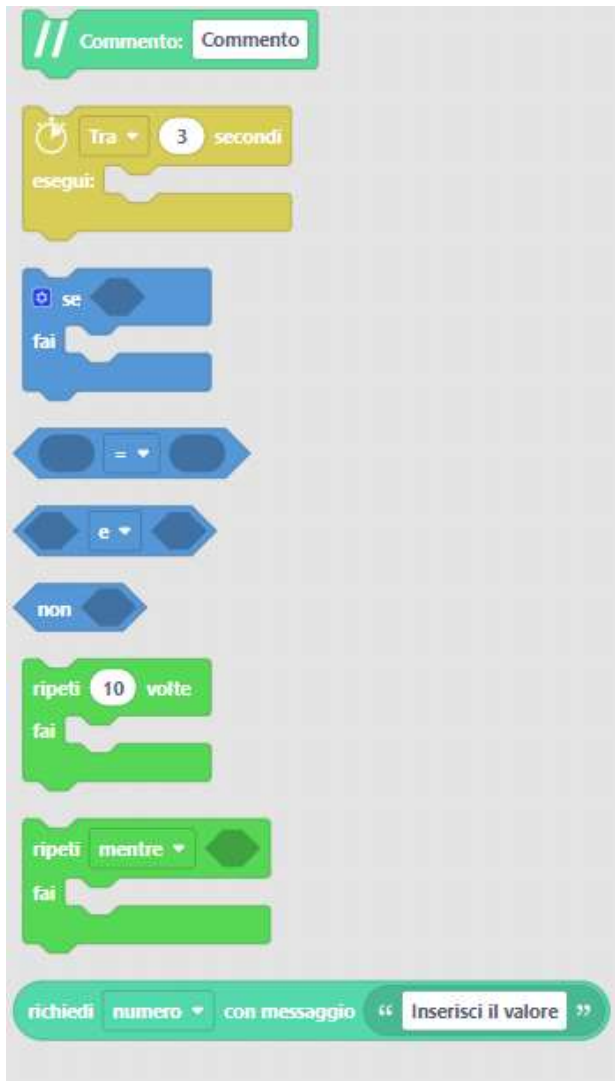 // Commento: Commento
Tra 3 secondi
esegui:
se
fai
=
e
non
ripeti 10 volte
fai
ripeti mentre
fai
richiedi numero con messaggio “ Inserisci il valore ”